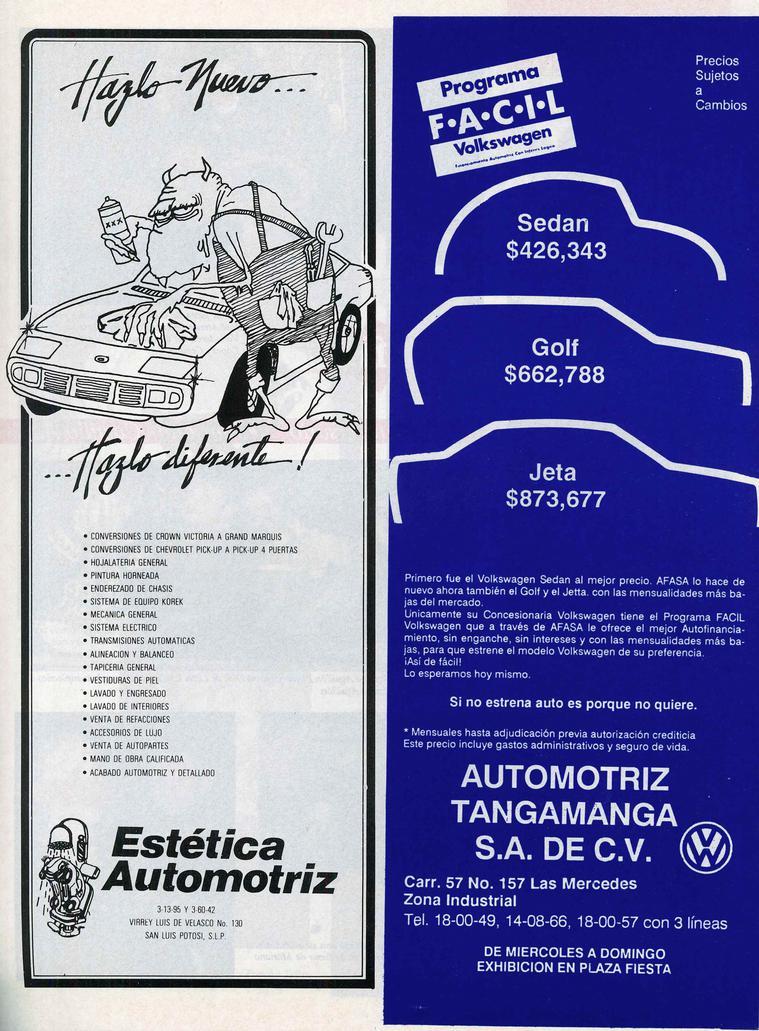 Hazlo Nuevo...
xxx
...Hazlo diferente!
• CONVERSIONES DE CROWN VICTORIA A GRAND MARQUIS
• CONVERSIONES DE CHEVROLET PICK-UP A PICK-UP 4 PUERTAS
• HOJALATERIA GENERAL
• PINTURA HORNEADA
• ENDEREZADO DE CHASIS
• SISTEMA DE EQUIPO KOREK
• MECANICA GENERAL
• SISTEMA ELECTRICO
• TRANSMISIONES AUTOMATICAS
• ALINEACION Y BALANCEO
• TAPICERIA GENERAL
• VESTIDURAS DE PIEL
• LAVADO Y ENGRESADO
• LAVADO DE INTERIORES
• VENTA DE REFACCIONES
• ACCESORIOS DE LUJO
• VENTA DE AUTOPARTES
• MANO DE OBRA CALIFICADA
• ACABADO AUTOMOTRIZ Y DETALLADO
Estética
Automotriz
3-13-95 Y 3-60-42
VIRREY LUIS DE VELASCO No. 130
SAN LUIS POTOSI, S.L.P.
Programa
F•A•C•I•L
Volkswagen
Financiamiento Automotriz Con Interés Logico
Precios
Sujetos
a
Cambios
Sedan
$426,343
Golf
$662,788
Jeta
$873,677
Primero fue el Volkswagen Sedan al mejor precio. AFASA lo hace de
nuevo ahora también el Golf y el Jetta. con las mensualidades más ba-
jas del mercado.
Unicamente su Concesionaria Volkswagen tiene el Programa FACIL
Volkswagen que a través de AFASA le ofrece el mejor Autofinancia-
miento, sin enganche, sin intereses y con las mensualidades más ba-
jas, para que estrene el modelo Volkswagen de su preferencia.
¡Así de fácil!
Lo esperamos hoy mismo.
Si no estrena auto es porque no quiere.
* Mensuales hasta adjudicación previa autorización crediticia
Este precio incluye gastos administrativos y seguro de vida.
AUTOMOTRIZ
TANGAMANGA
S.A. DE C.V.
Carr. 57 No. 157 Las Mercedes
Zona Industrial
Tel. 18-00-49, 14-08-66, 18-00-57 con 3 líneas
DE MIERCOLES A DOMINGO
EXHIBICION EN PLAZA FIESTA